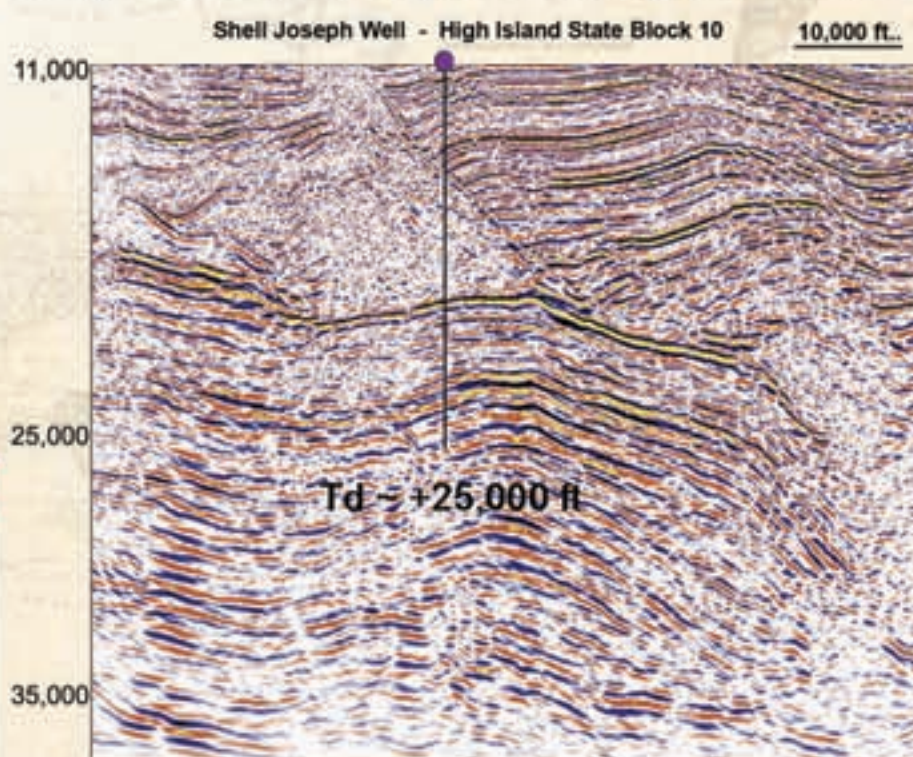 Shell Joseph Well - High Island State Block 10
10,000 ft..
11,000
25,000
Td ~ +25,000 ft
35,000